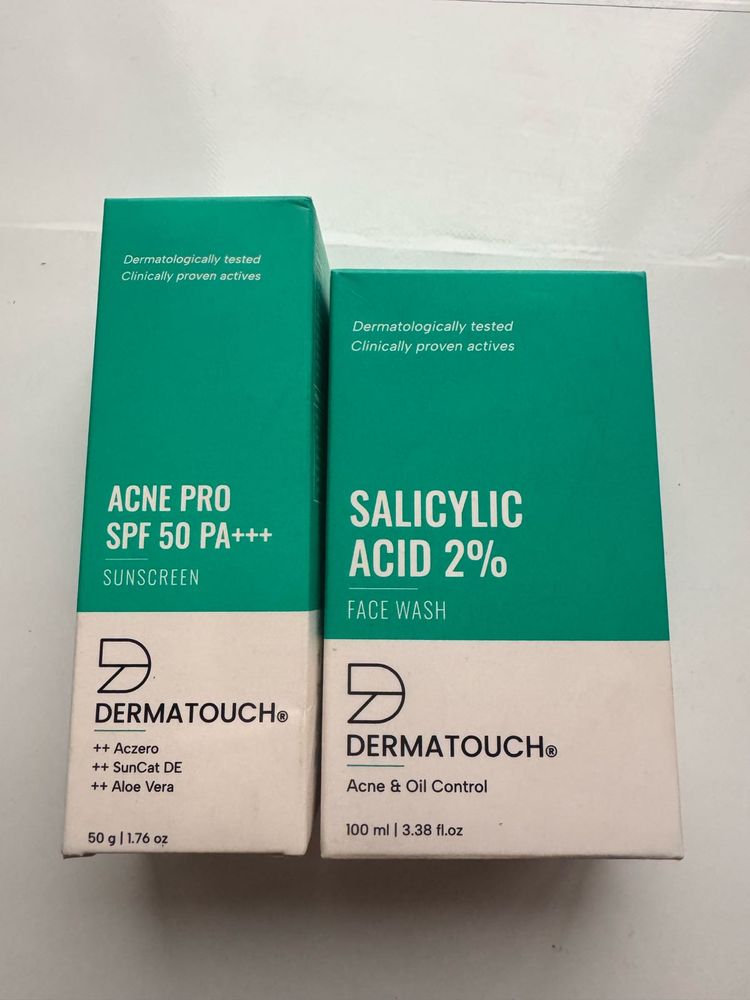 Dermatologically tested
Clinically proven actives
ACNE PRO
SPF 50 PA+++
SUNSCREEN
DERMATOUCH®
++ Aczero
++ SunCat DE
++ Aloe Vera
50 g | 1.76 oz
Dermatologically tested
Clinically proven actives
SALICYLIC
ACID 2%
FACE WASH
DERMATOUCH®
Acne & Oil Control
100 ml | 3.38 fl.oz